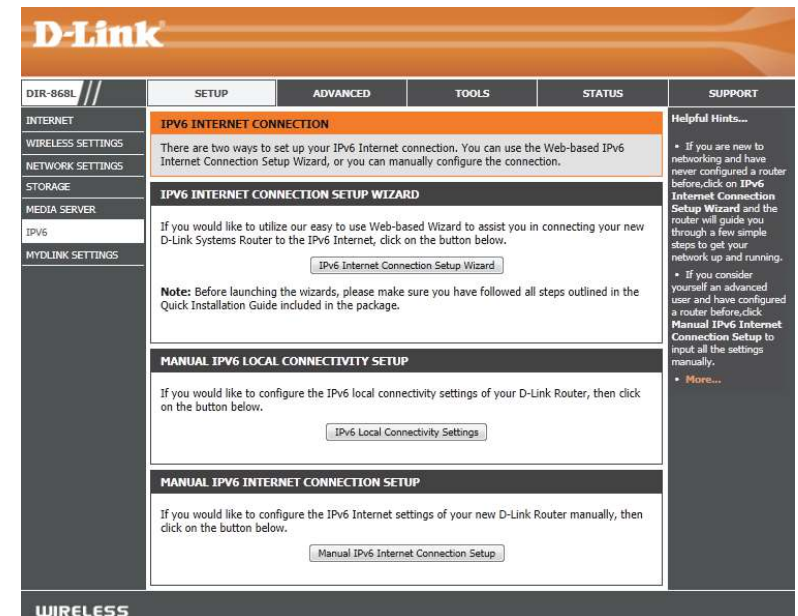 D-Link
DIR-868L
SETUP
ADVANCED
TOOLS
STATUS
SUPPORT
INTERNET
WIRELESS SETTINGS
NETWORK SETTINGS
STORAGE
MEDIA SERVER
IPV6
MYDLINK SETTINGS
IPV6 INTERNET CONNECTION
There are two ways to set up your IPv6 Internet connection. You can use the Web-based IPv6
Internet Connection Setup Wizard, or you can manually configure the connection.
IPV6 INTERNET CONNECTION SETUP WIZARD
If you would like to utilize our easy to use Web-based Wizard to assist you in connecting your new
D-Link Systems Router to the IPv6 Internet, click on the button below.
IPv6 Internet Connection Setup Wizard
Note: Before launching the wizards, please make sure you have followed all steps outlined in the
Quick Installation Guide included in the package.
MANUAL IPV6 LOCAL CONNECTIVITY SETUP
If you would like to configure the IPv6 local connectivity settings of your D-Link Router, then click
on the button below.
IPv6 Local Connectivity Settings
MANUAL IPV6 INTERNET CONNECTION SETUP
If you would like to configure the IPv6 Internet settings of your new D-Link Router manually, then
click on the button below.
Manual IPv6 Internet Connection Setup
Helpful Hints...
• If you are new to
networking and have
never configured a router
before,click on IPv6
Internet Connection
Setup Wizard and the
router will guide you
through a few simple
steps to get your
network up and running.
• If you consider
yourself an advanced
user and have configured
a router before,click
Manual IPv6 Internet
Connection Setup to
input all the settings
manually.
• More...
WIRELESS